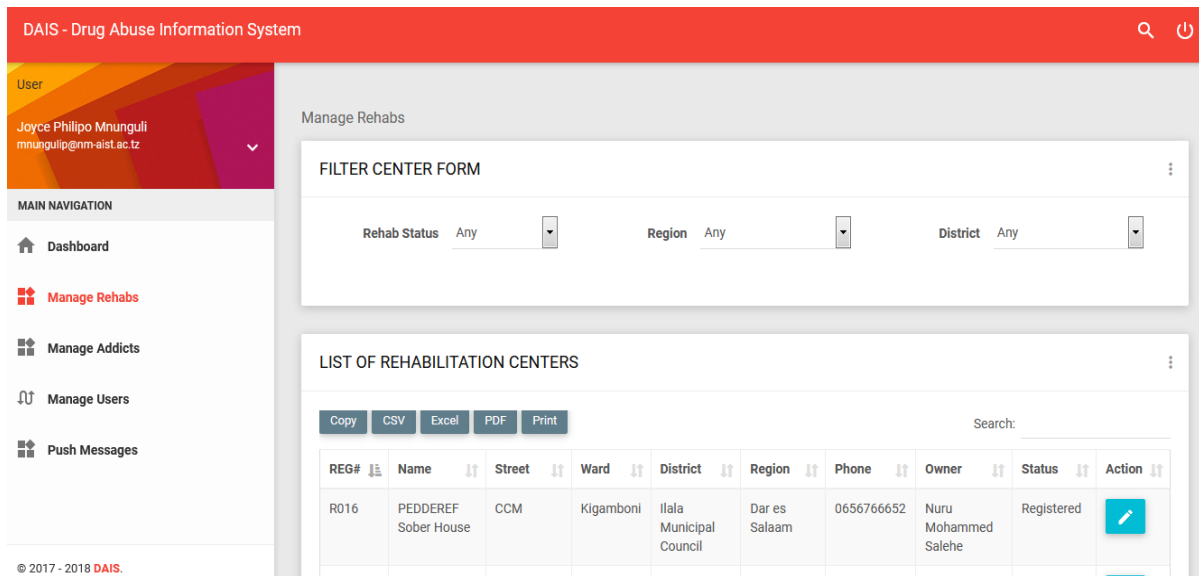 DAIS - Drug Abuse Information System
User
Joyce Philipo Mnunguli
mnungulip@nm-aist.ac.tz
MAIN NAVIGATION
Dashboard
Manage Rehabs
Manage Addicts
Manage Users
Push Messages
© 2017 - 2018 DAIS.
Manage Rehabs
FILTER CENTER FORM
Rehab Status Any Region Any District Any
LIST OF REHABILITATION CENTERS
Copy CSV Excel PDF Print
Search:
REG# Name Street Ward District Region Phone Owner Status Action
R016 PEDDEREF CCM Kigamboni Ilala Dar es 0656766652 Nuru Registered
Sober House Municipal Salaam Mohammed
Council Salehe